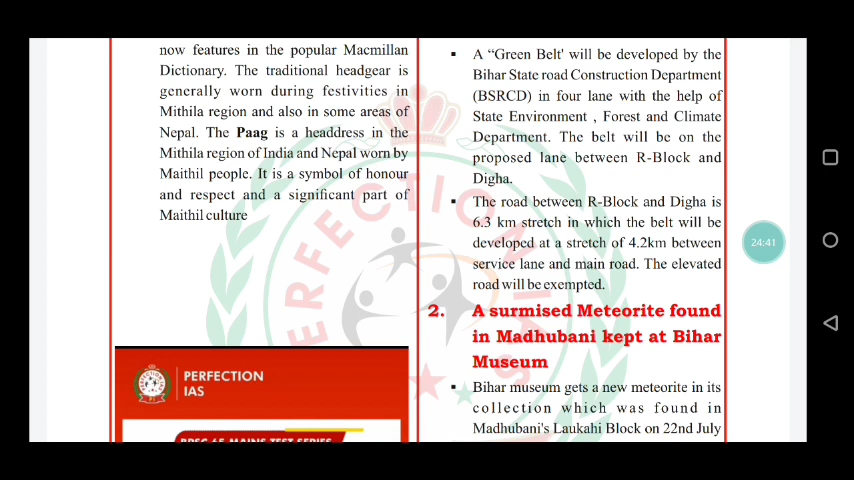 now features in the popular Macmillan
Dictionary. The traditional headgear is
generally worn during festivities in
Mithila region and also in some areas of
Nepal. The Paag is a headdress in the
Mithila region of India and Nepal worn by
Maithil people. It is a symbol of honour
and respect and a significant part of
Maithil culture
PERFECTION
IAS
BPSC 65 MAINS TEST SERIES
▪ A “Green Belt' will be developed by the
Bihar State road Construction Department
(BSRCD) in four lane with the help of
State Environment , Forest and Climate
Department. The belt will be on the
proposed lane between R-Block and
Digha.
▪ The road between R-Block and Digha is
6.3 km stretch in which the belt will be
developed at a stretch of 4.2km between
service lane and main road. The elevated
road will be exempted.
2. A surmised Meteorite found
in Madhubani kept at Bihar
Museum
▪ Bihar museum gets a new meteorite in its
collection which was found in
Madhubani's Laukahi Block on 22nd July
PERFECTION IAS
24:41